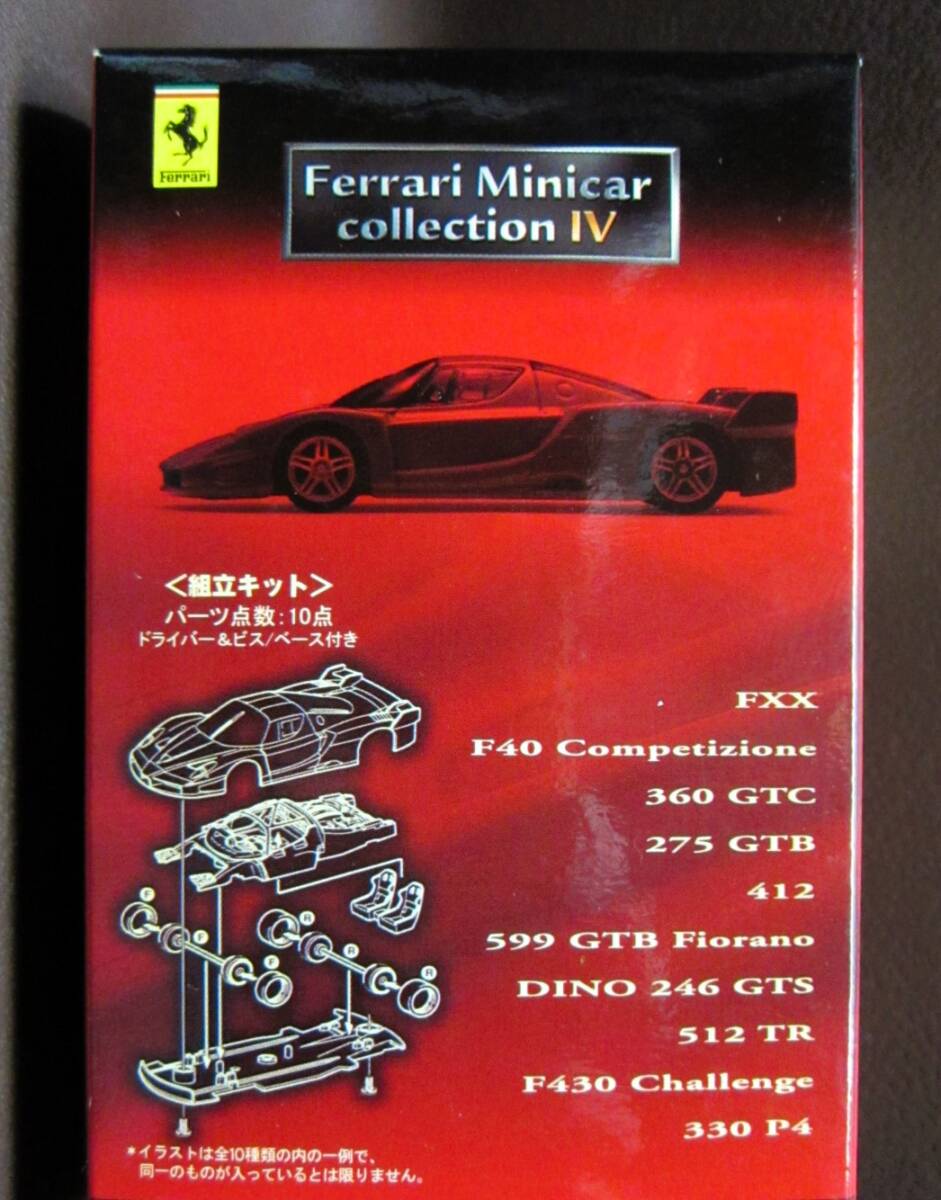 Ferrari
Ferrari Minicar
collection IV
＜組立キット＞
パーツ点数：10点
ドライバー＆ビス/ベース付き
FXX
F40 Competizione
360 GTC
275 GTB
412
599 GTB Fiorano
DINO 246 GTS
512 TR
F430 Challenge
330 P4
F
F
F
R
R
R
＊イラストは全10種類の内の一例で、
同一のものが入っているとは限りません。